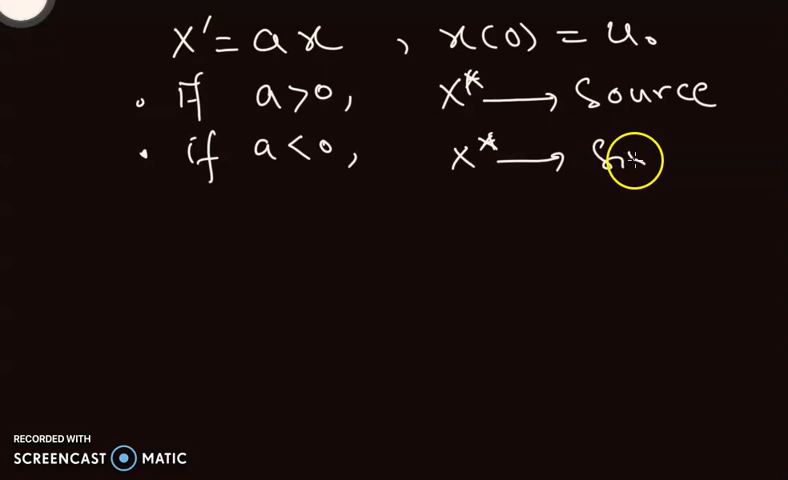 x' = ax , x(0) = u₀
• If a>0, x* → Source
• if a<0, x* →
RECORDED WITH
SCREENCAST MATIC